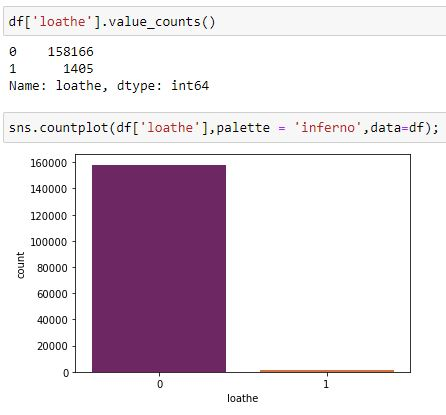 df['loathe'].value_counts()
0    158166
1      1405
Name: loathe, dtype: int64
sns.countplot(df['loathe'],palette = 'inferno',data=df);
160000
140000
120000
100000
80000
60000
40000
20000
0
count
0
1
loathe